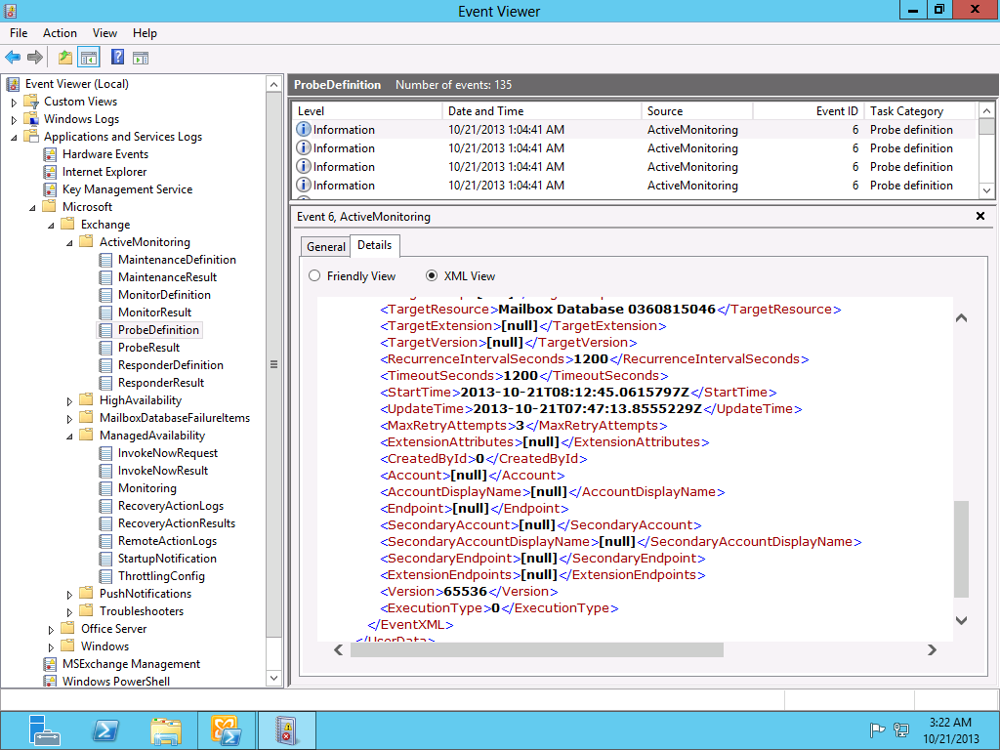 Event Viewer
File Action View Help
Event Viewer (Local)
Custom Views
Windows Logs
Applications and Services Logs
Hardware Events
Internet Explorer
Key Management Service
Microsoft
Exchange
ActiveMonitoring
MaintenanceDefinition
MaintenanceResult
MonitorDefinition
MonitorResult
ProbeDefinition
ProbeResult
ResponderDefinition
ResponderResult
HighAvailability
MailboxDatabaseFailureItems
ManagedAvailability
InvokeNowRequest
InvokeNowResult
Monitoring
RecoveryActionLogs
RecoveryActionResults
RemoteActionLogs
StartupNotification
ThrottlingConfig
PushNotifications
Troubleshooters
Office Server
Windows
MSExchange Management
Windows PowerShell
ProbeDefinition Number of events: 135
Level Date and Time Source Event ID Task Category
Information 10/21/2013 1:04:41 AM ActiveMonitoring 6 Probe definition
Information 10/21/2013 1:04:41 AM ActiveMonitoring 6 Probe definition
Information 10/21/2013 1:04:41 AM ActiveMonitoring 6 Probe definition
Information 10/21/2013 1:04:41 AM ActiveMonitoring 6 Probe definition
Event 6, ActiveMonitoring
General Details
Friendly View XML View
<TargetResource>Mailbox Database 0360815046</TargetResource>
<TargetExtension>[null]</TargetExtension>
<TargetVersion>[null]</TargetVersion>
<RecurrenceIntervalSeconds>1200</RecurrenceIntervalSeconds>
<TimeoutSeconds>1200</TimeoutSeconds>
<StartTime>2013-10-21T08:12:45.0615797Z</StartTime>
<UpdateTime>2013-10-21T07:47:13.8555229Z</UpdateTime>
<MaxRetryAttempts>3</MaxRetryAttempts>
<ExtensionAttributes>[null]</ExtensionAttributes>
<CreatedById>0</CreatedById>
<Account>[null]</Account>
<AccountDisplayName>[null]</AccountDisplayName>
<Endpoint>[null]</Endpoint>
<SecondaryAccount>[null]</SecondaryAccount>
<SecondaryAccountDisplayName>[null]</SecondaryAccountDisplayName>
<SecondaryEndpoint>[null]</SecondaryEndpoint>
<ExtensionEndpoints>[null]</ExtensionEndpoints>
<Version>65536</Version>
<ExecutionType>0</ExecutionType>
</EventXML>
</UserData>
3:22 AM
10/21/2013